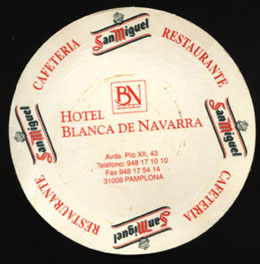 San Miguel
RESTAURANTE
San Miguel
CAFETERIA
San Miguel
RESTAURANTE
San Miguel
CAFETERIA
BN
HOTEL
BLANCA DE NAVARRA
Avda. Pío XII, 43
Teléfono: 948 17 10 10
Fax 948 17 54 14
31008 PAMPLONA